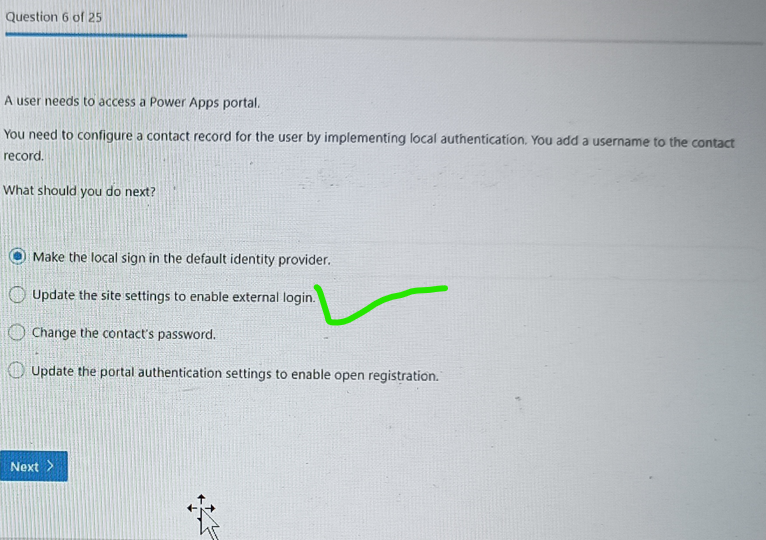 Question 6 of 25
A user needs to access a Power Apps portal.
You need to configure a contact record for the user by implementing local authentication. You add a username to the contact
record.
What should you do next?
Make the local sign in the default identity provider.
Update the site settings to enable external login.
Change the contact's password.
Update the portal authentication settings to enable open registration.
Next >